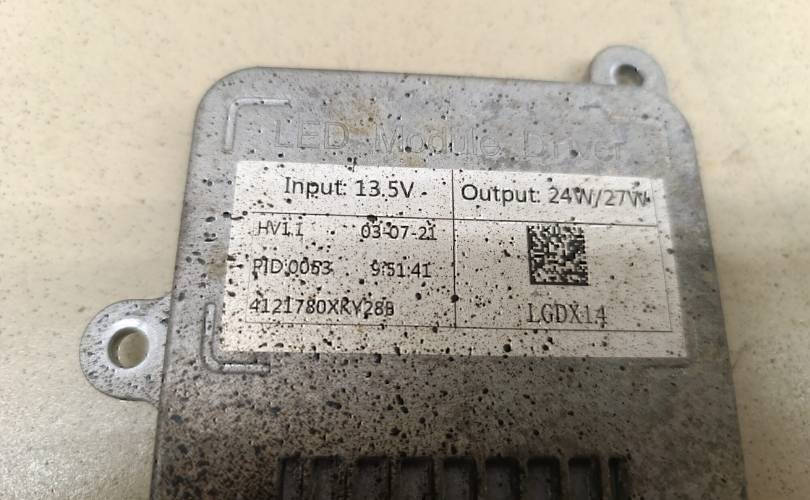 LED Module Driver
Input: 13.5V
Output: 24W/27W
HV1.1 03-07-21
PID:0053 9:51:41
4121780XKY28B
LGDX14